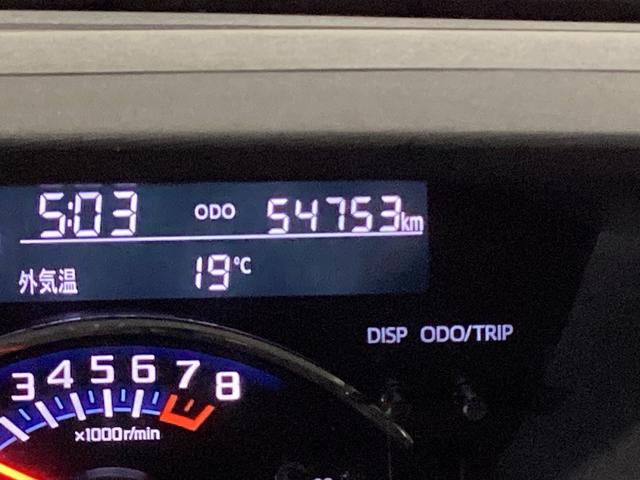 5:03 ODO 54753km
外気温 19℃
DISP ODO/TRIP
3 4 5 6 7 8
×1000r/min